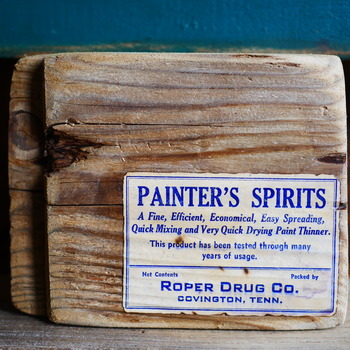 PAINTER'S SPIRITS
A Fine, Efficient, Economical, Easy Spreading,
Quick Mixing and Very Quick Drying Paint Thinner.
This product has been tested through many
years of usage.
Net Contents Packed by
ROPER DRUG CO.
COVINGTON, TENN.